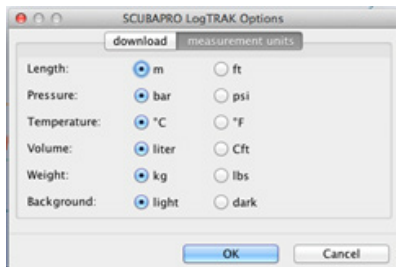 SCUBAPRO LogTRAK Options
download measurement units
Length: m ft
Pressure: bar psi
Temperature: °C °F
Volume: liter Cft
Weight: kg lbs
Background: light dark
OK Cancel